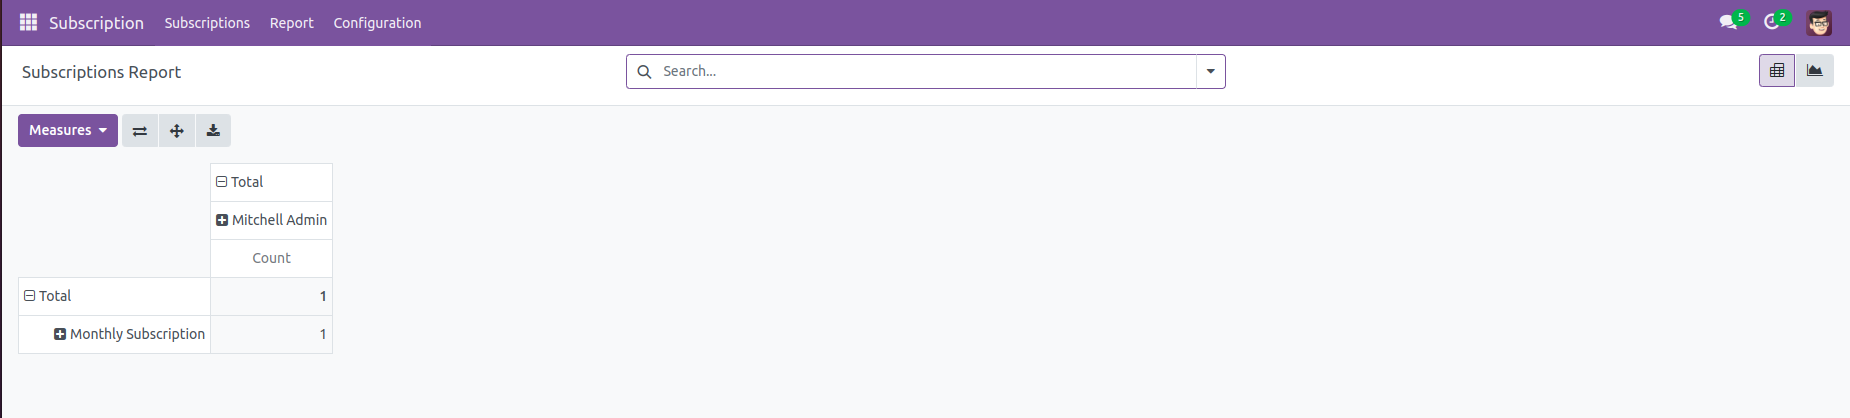 Subscription Subscriptions Report Configuration 5 2
Subscriptions Report Search...
Measures
Total
Mitchell Admin
Count
Total 1
Monthly Subscription 1